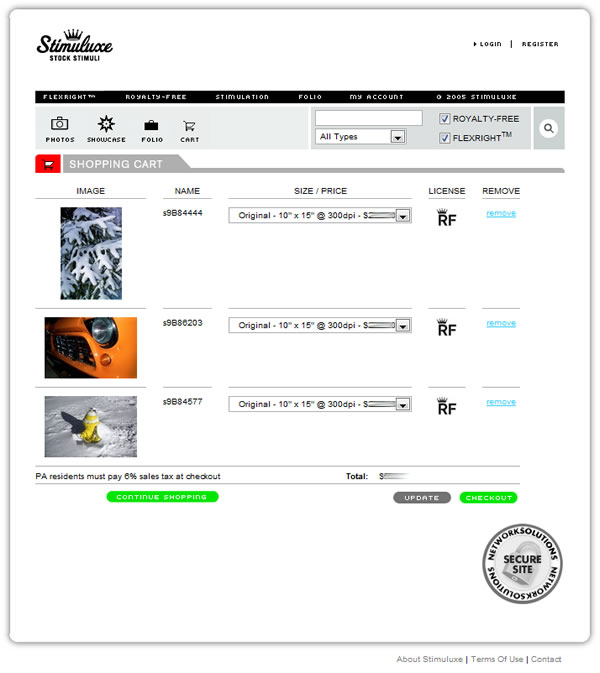 Stimuluxe
STOCK STIMULI
LOGIN | REGISTER
FLEXRIGHT™ ROYALTY-FREE STIMULATION FOLIO MY ACCOUNT © 2005 STIMULUXE
PHOTOS SHOWCASE FOLIO CART
All Types
ROYALTY-FREE
FLEXRIGHT™
SHOPPING CART
IMAGE NAME SIZE / PRICE LICENSE REMOVE
s9B84444 Original - 10" x 15" @ 300dpi - $ RF remove
s9B86203 Original - 10" x 15" @ 300dpi - $ RF remove
s9B84577 Original - 10" x 15" @ 300dpi - $ RF remove
PA residents must pay 6% sales tax at checkout Total: $
CONTINUE SHOPPING UPDATE CHECKOUT
NETWORKSOLUTIONS
SECURE
SITE
NETWORKSOLUTIONS
About Stimuluxe | Terms Of Use | Contact